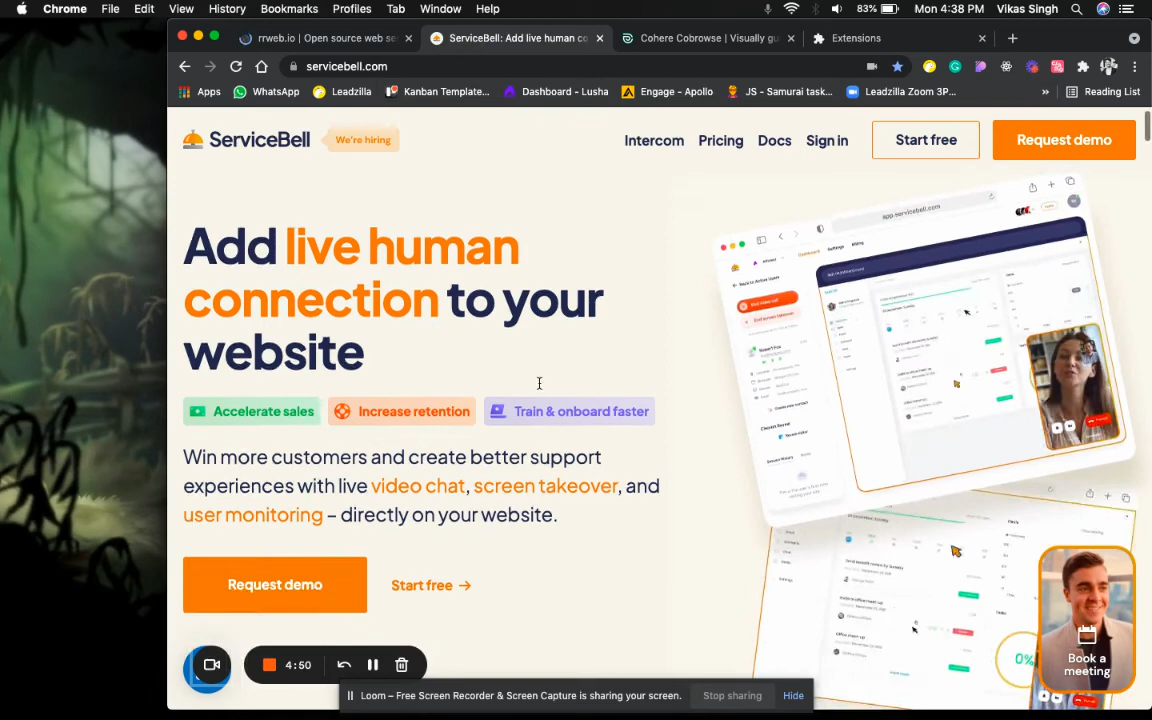 Chrome File Edit View History Bookmarks Profiles Tab Window Help 83% Mon 4:38 PM Vikas Singh
rrweb.io | Open source web se ServiceBell: Add live human co Cohere Cobrowse | Visually gu Extensions
servicebell.com
Apps WhatsApp Leadzilla Kanban Template... Dashboard - Lusha Engage - Apollo JS - Samurai task... Leadzilla Zoom 3P... » Reading List
ServiceBell We're hiring Intercom Pricing Docs Sign in Start free Request demo
app.servicebell.com
Add live human
connection to your
website
Accelerate sales Increase retention Train & onboard faster
Win more customers and create better support
experiences with live video chat, screen takeover, and
user monitoring – directly on your website.
Request demo Start free →
0%
Book a
meeting
4:50
Loom – Free Screen Recorder & Screen Capture is sharing your screen. Stop sharing Hide